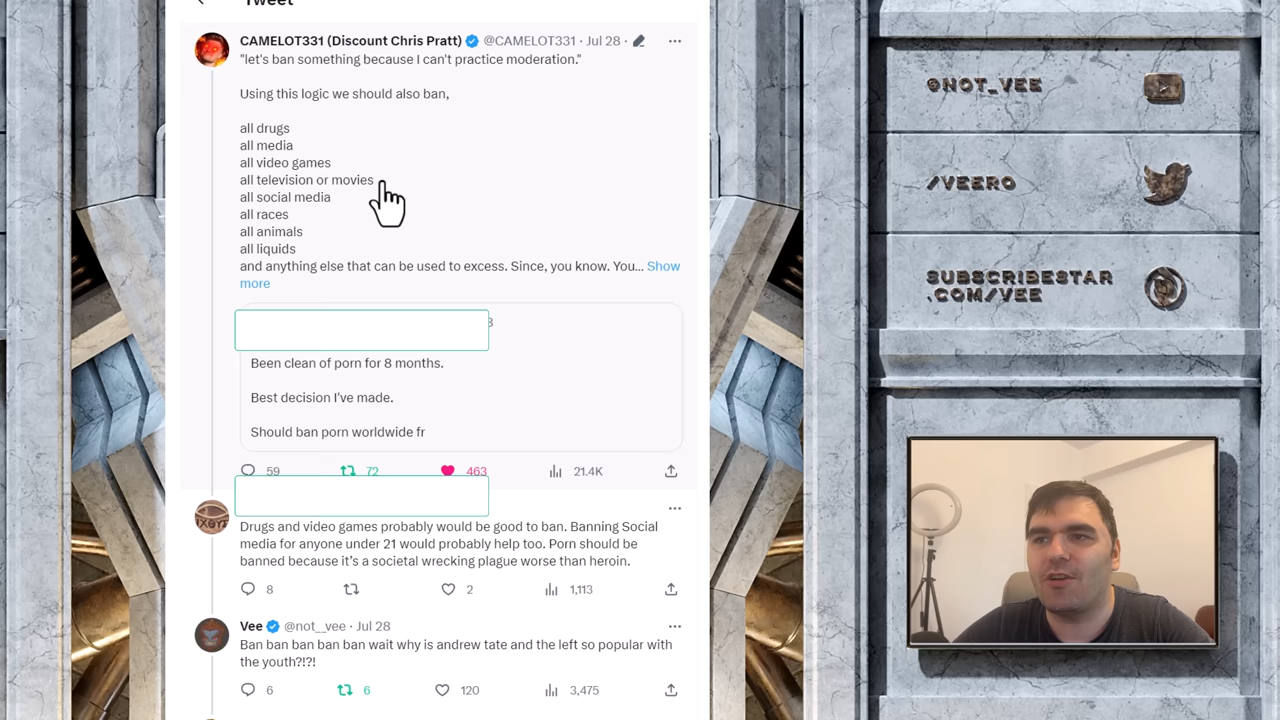 Tweet
CAMELOT331 (Discount Chris Pratt) @CAMELOT331 · Jul 28 ·
"let's ban something because I can't practice moderation."
Using this logic we should also ban,
all drugs
all media
all video games
all television or movies
all social media
all races
all animals
all liquids
and anything else that can be used to excess. Since, you know. You... Show
more
3
Been clean of porn for 8 months.
Best decision I've made.
Should ban porn worldwide fr
59 72 463 21.4K
Drugs and video games probably would be good to ban. Banning Social
media for anyone under 21 would probably help too. Porn should be
banned because it's a societal wrecking plague worse than heroin.
8 2 1,113
Vee @not__vee · Jul 28
Ban ban ban ban ban wait why is andrew tate and the left so popular with
the youth?!?!
6 6 120 3,475
@NOT_VEE
/VEERO
SUBSCRIBESTAR
.COM/VEE